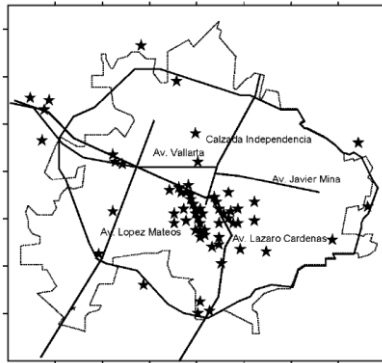 Calzada Independencia
Av. Vallarta
Av. Javier Mina
Av. Lopez Mateos
Av. Lazaro Cardenas